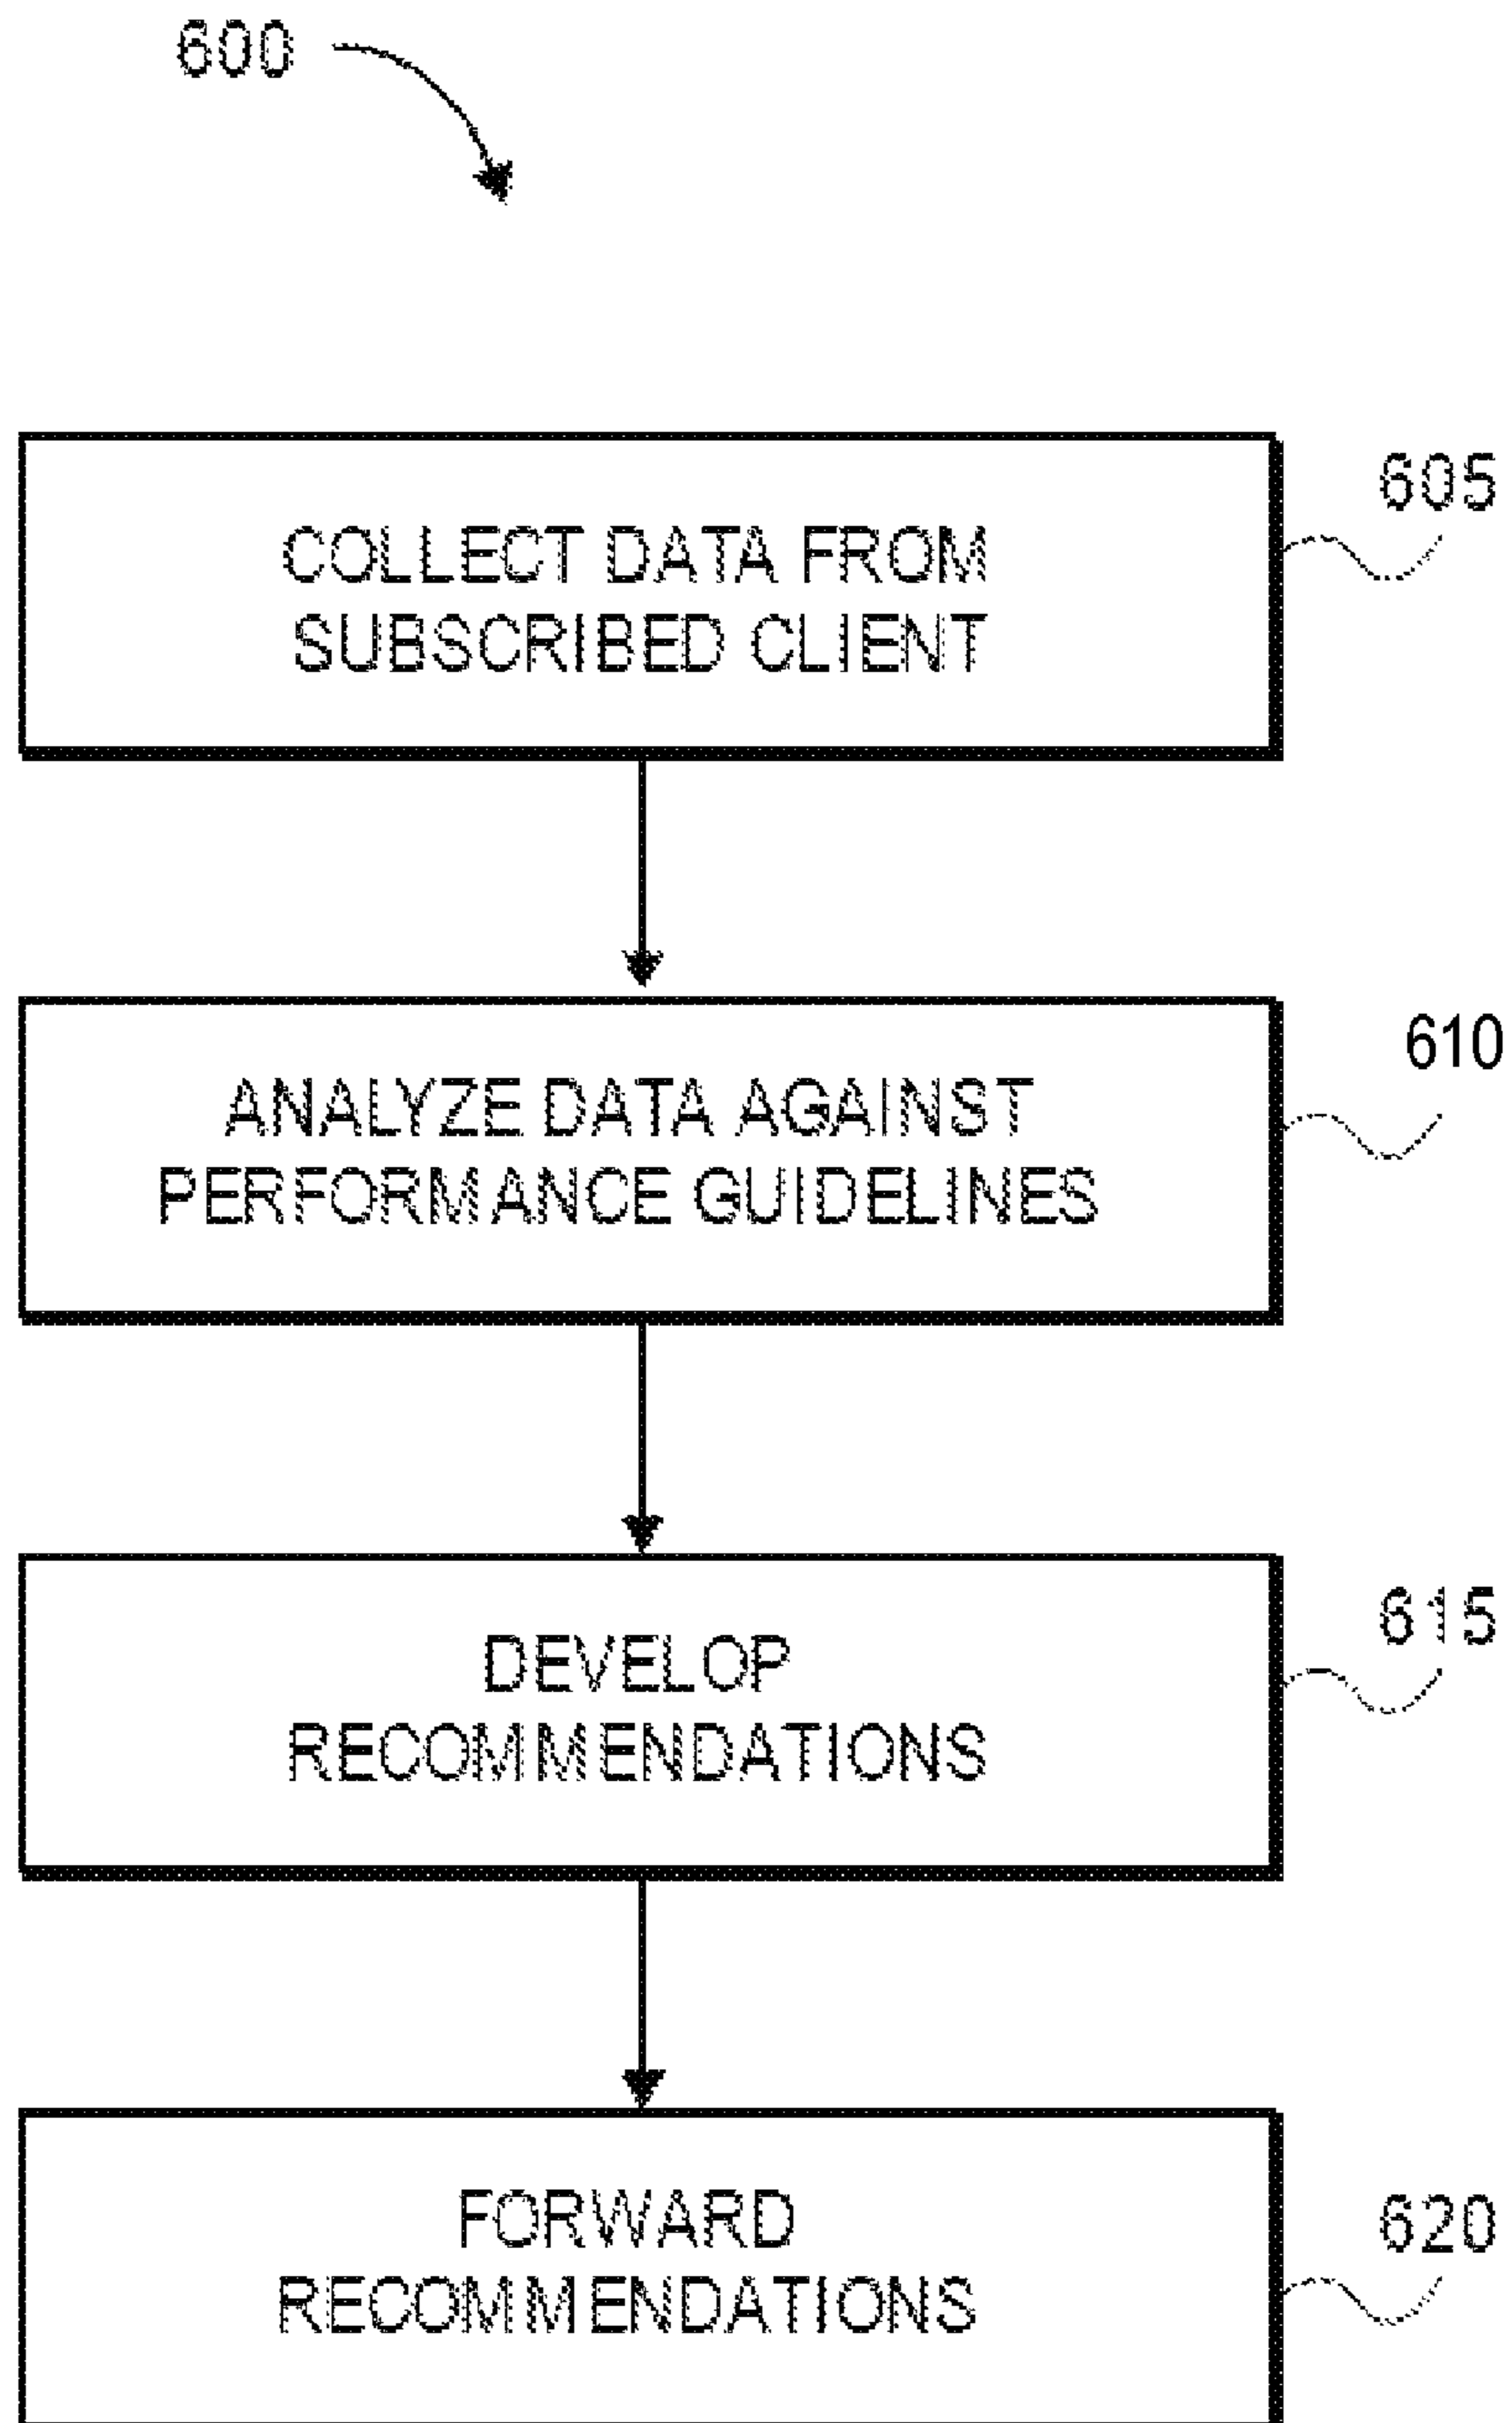 600
605
COLLECT DATA FROM
SUBSCRIBED CLIENT
610
ANALYZE DATA AGAINST
PERFORMANCE GUIDELINES
615
DEVELOP
RECOMMENDATIONS
620
FORWARD
RECOMMENDATIONS